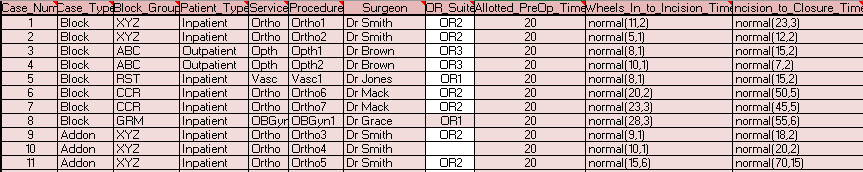 Case_Num Case_Type Block_Group Patient_Type Service Procedure Surgeon OR_Suite Allotted_PreOp_Time Wheels_In_to_Incision_Time ncision_to_Closure_Time
1 Block XYZ Inpatient Ortho Ortho1 Dr Smith OR2 20 normal(11,2) normal(23,3)
2 Block XYZ Inpatient Ortho Ortho2 Dr Smith OR2 20 normal(5,1) normal(12,2)
3 Block ABC Outpatient Opth Opth1 Dr Brown OR3 20 normal(8,1) normal(15,2)
4 Block ABC Outpatient Opth Opth2 Dr Brown OR3 20 normal(10,1) normal(7,2)
5 Block RST Inpatient Vasc Vasc1 Dr Jones OR1 20 normal(8,1) normal(15,2)
6 Block CCR Inpatient Ortho Ortho6 Dr Mack OR2 20 normal(20,2) normal(50,5)
7 Block CCR Inpatient Ortho Ortho7 Dr Mack OR2 20 normal(23,3) normal(45,5)
8 Block GRM Inpatient OBGyn OBGYN1 Dr Grace OR1 20 normal(28,3) normal(55,6)
9 Addon XYZ Inpatient Ortho Ortho3 Dr Smith OR2 20 normal(9,1) normal(18,2)
10 Addon XYZ Inpatient Ortho Ortho4 Dr Smith 20 normal(10,1) normal(20,2)
11 Addon XYZ Inpatient Ortho Ortho5 Dr Smith OR2 20 normal(15,6) normal(70,15)